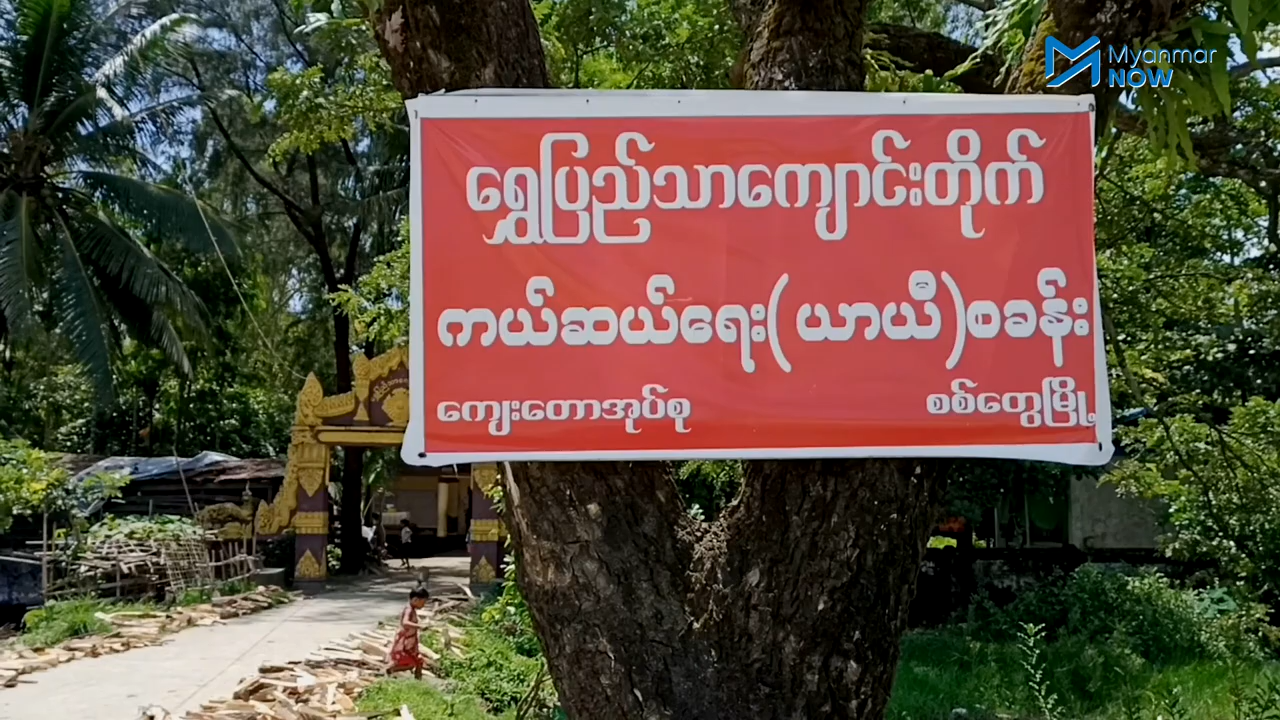 Myanmar
NOW
ရွှေပြည်သာကျောင်းတိုက်
ကယ်ဆယ်ရေး(ယာယီ)စခန်း
ကျေးတောအုပ်စု
စစ်တွေမြို့